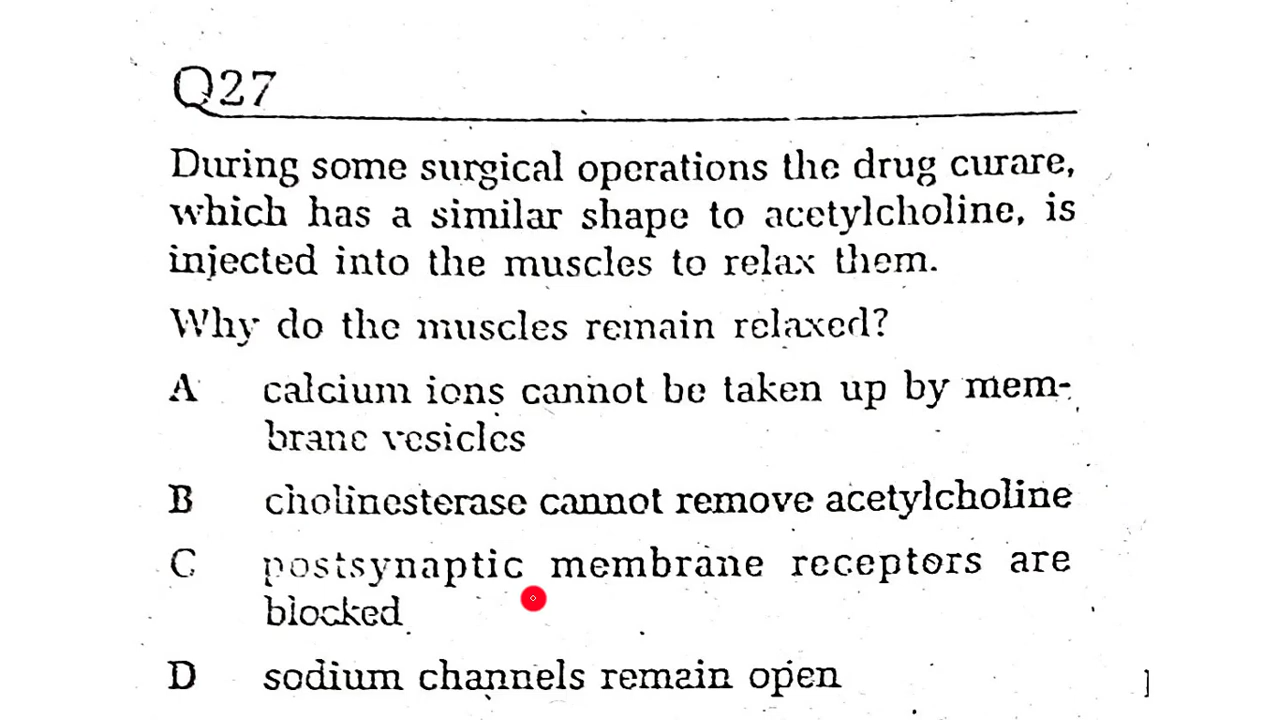 Q27
During some surgical operations the drug curare,
which has a similar shape to acetylcholine, is
injected into the muscles to relax them.
Why do the muscles remain relaxed?
A calcium ions cannot be taken up by mem-
brane vesicles
B cholinesterase cannot remove acetylcholine
C postsynaptic membrane receptors are
blocked
D sodium channels remain open
]